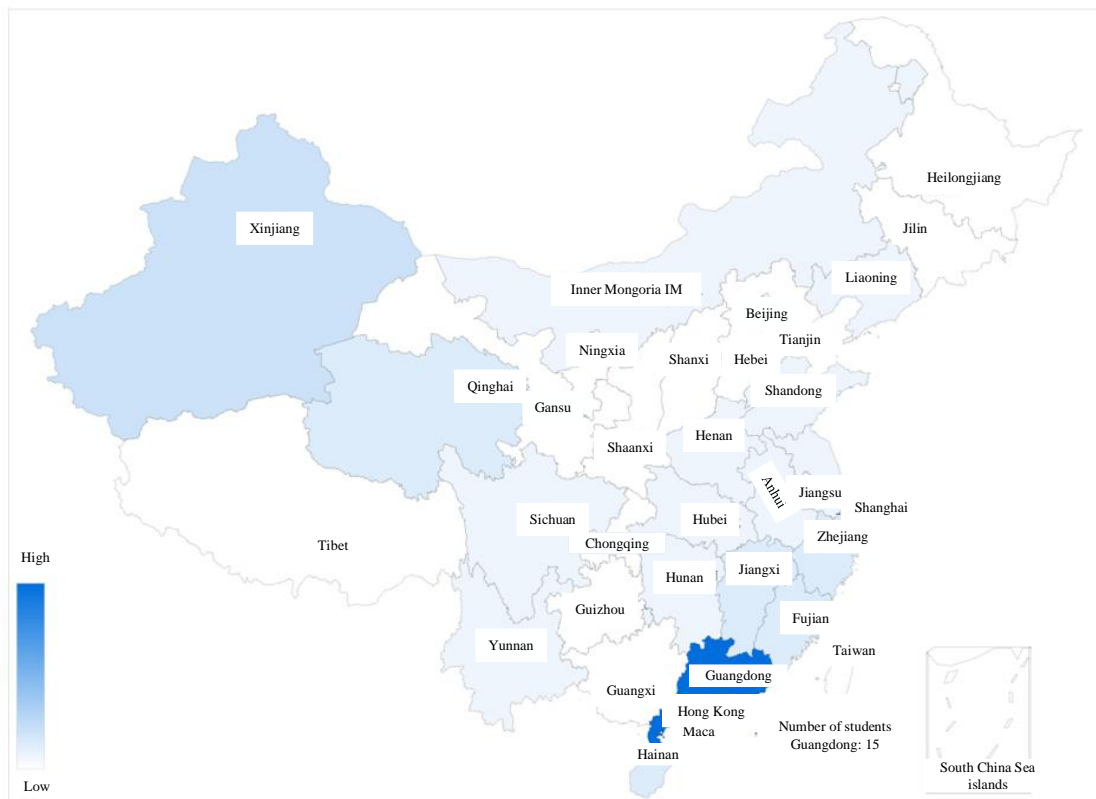 Heilongjiang
Xinjiang
Jilin
Liaoning
Inner Mongoria IM
Beijing
Tianjin
Ningxia
Shanxi
Hebei
Qinghai
Shandong
Gansu
Henan
Shaanxi
Anhui
Jiangsu
Shanghai
Sichuan
Hubei
Zhejiang
Chongqing
Tibet
High
Hunan
Jiangxi
Guizhou
Fujian
Yunnan
Taiwan
Guangdong
Guangxi
Hong Kong
Maca
Number of students
Guangdong: 15
Hainan
South China Sea
islands
Low